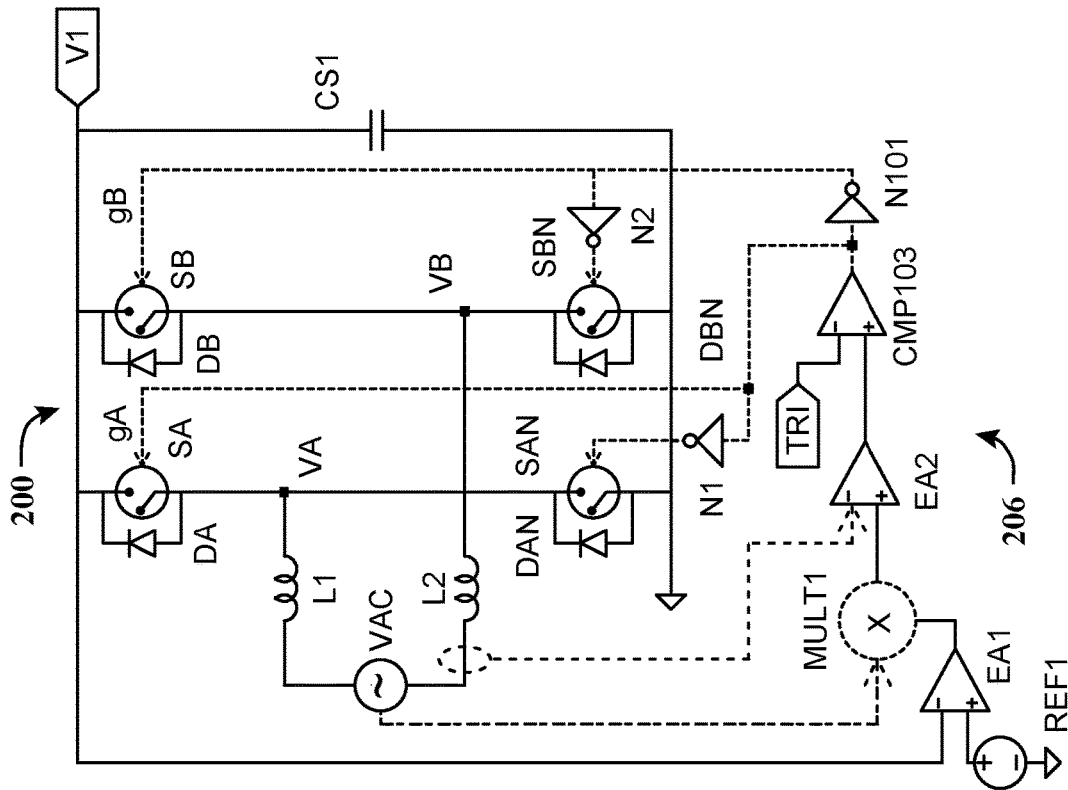 200
V1
gA
SA
DA
gB
SB
DB
CS1
VA
VB
L1
L2
VAC
~
SAN
DAN
SBN
DBN
N2
N1
N101
TRI
CMP103
− +
EA2
− +
MULT1
X
EA1
− +
REF1
+ −
206